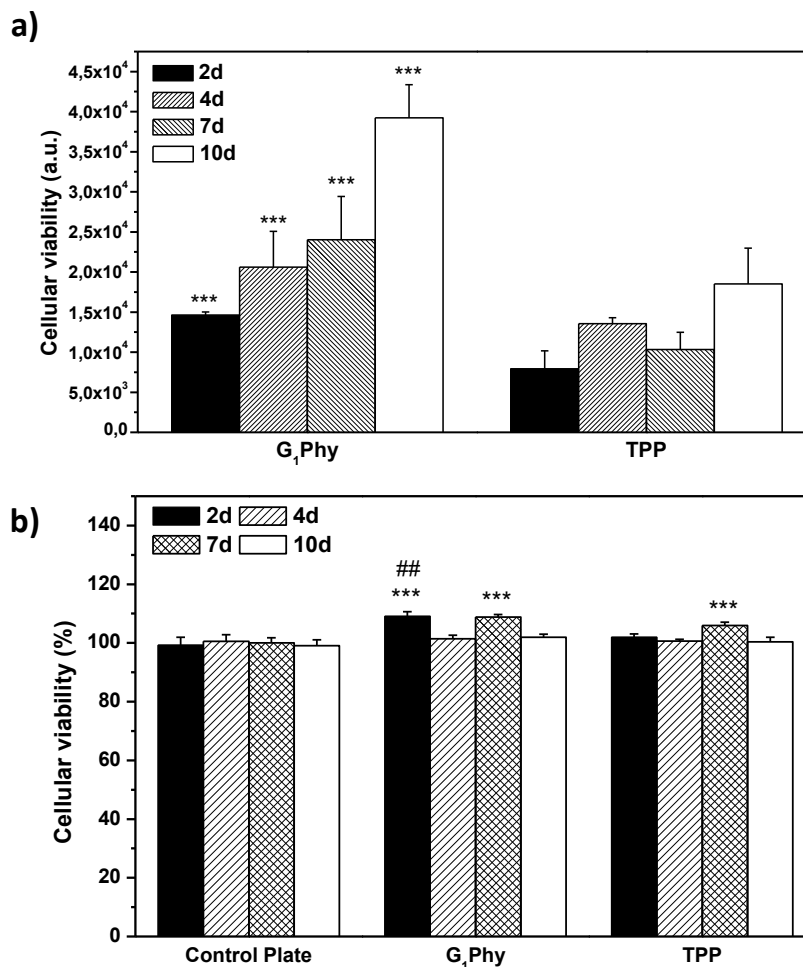 a)
4,5x10⁴
4,0x10⁴
3,5x10⁴
3,0x10⁴
2,5x10⁴
2,0x10⁴
1,5x10⁴
1,0x10⁴
5,0x10³
0,0
Cellular viability (a.u.)
2d
4d
7d
10d
***
***
***
***
G₁Phy TPP
b)
140
120
100
80
60
40
20
0
Cellular viability (%)
2d 4d
7d 10d
##
*** *** ***
Control Plate G₁Phy TPP